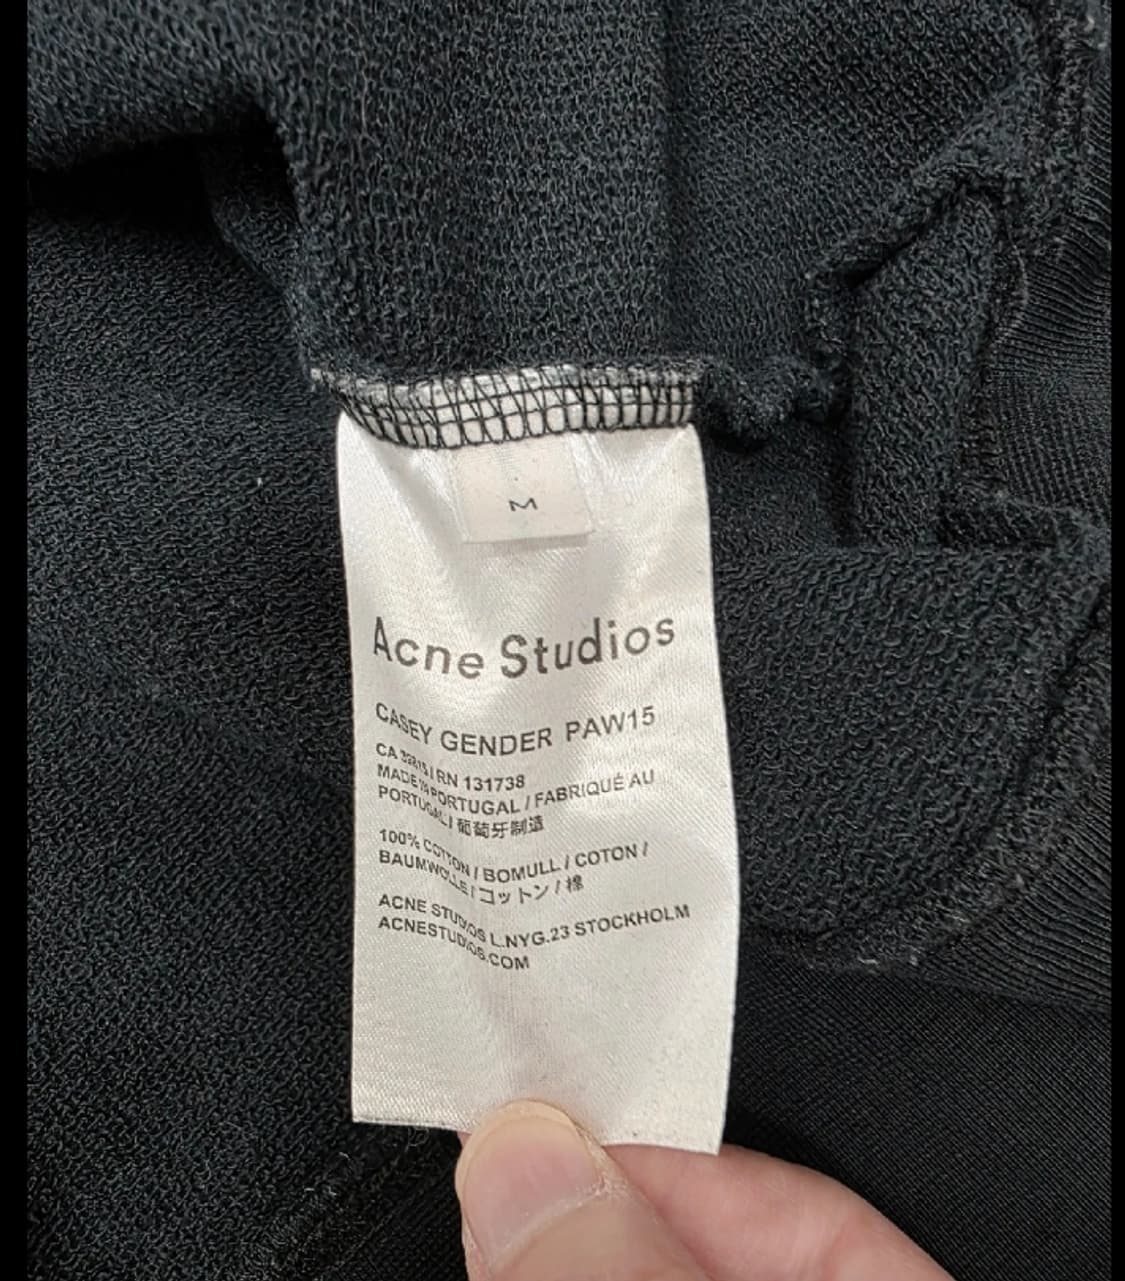 M
Acne Studios
CASEY GENDER PAW15
CA | RN 131738
MADE IN PORTUGAL / FABRIQUÉ AU
PORTUGAL / 葡萄牙制造
100% COTTON / BOMULL / COTON /
BAUMWOLLE / コットン / 棉
ACNE STUDIOS L.NYG.23 STOCKHOLM
ACNESTUDIOS.COM